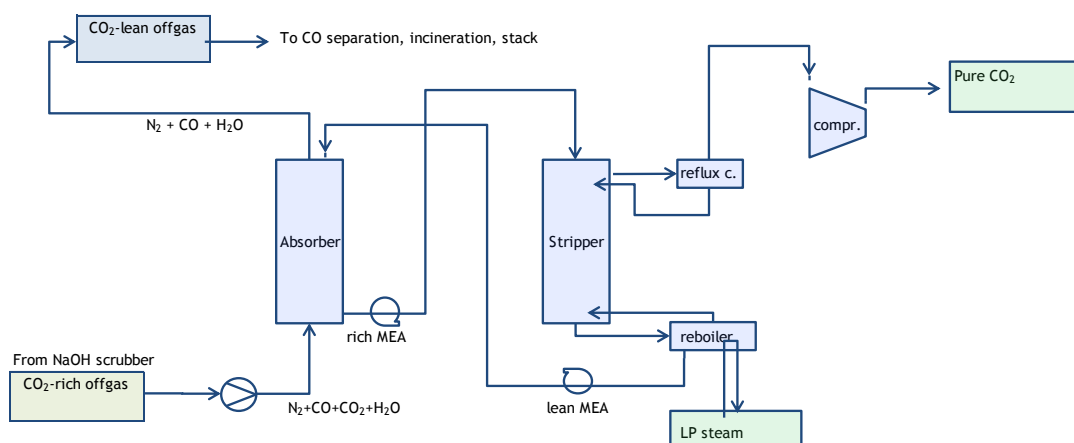 CO₂-lean offgas
To CO separation, incineration, stack
Pure CO₂
compr.
N₂ + CO + H₂O
reflux c.
Absorber
Stripper
rich MEA
reboiler
From NaOH scrubber
CO₂-rich offgas
N₂+CO+CO₂+H₂O
lean MEA
LP steam